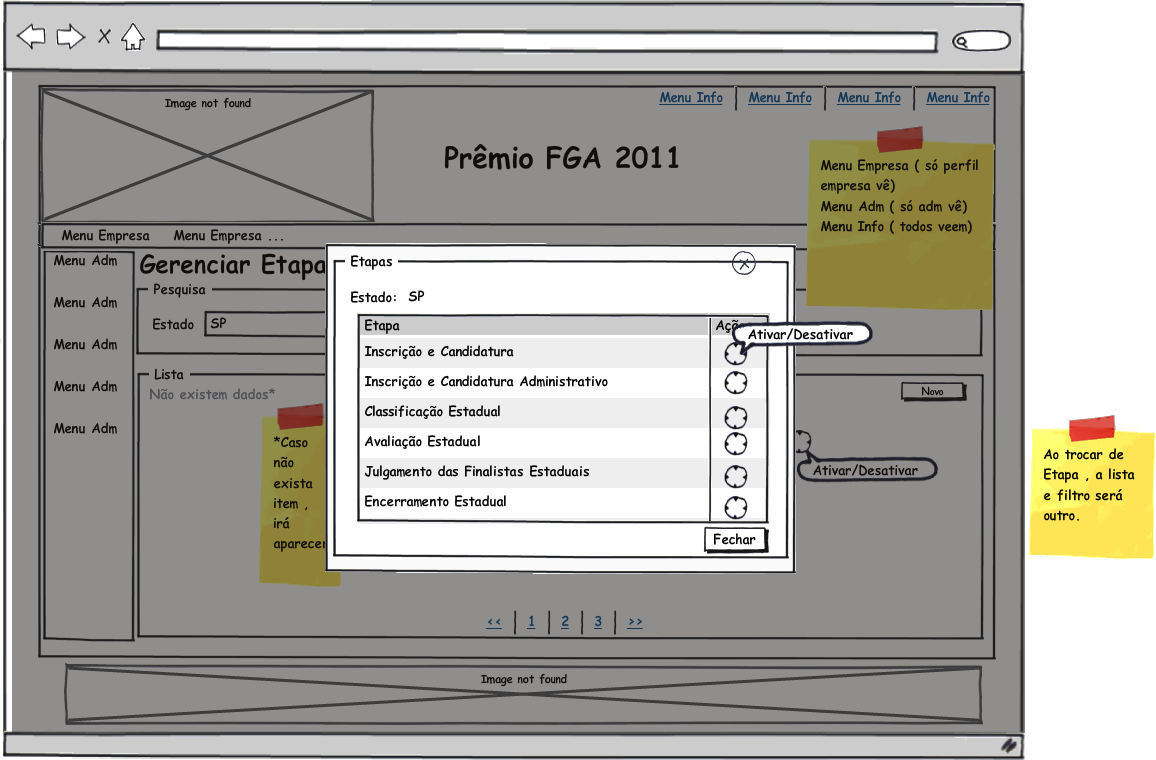 Image not found
Menu Info Menu Info Menu Info Menu Info
Prêmio FGA 2011
Menu Empresa ( só perfil
empresa vê)
Menu Adm ( só adm vê)
Menu Info ( todos veem)
Menu Empresa Menu Empresa ...
Menu Adm
Menu Adm
Menu Adm
Menu Adm
Menu Adm
Gerenciar Etapa
Pesquisa
Estado SP
Lista
Não existem dados*
Novo
*Caso
não
exista
item ,
irá
aparecer
Ativar/Desativar
Etapas
Estado: SP
Etapa Ação
Ativar/Desativar
Inscrição e Candidatura
Inscrição e Candidatura Administrativo
Classificação Estadual
Avaliação Estadual
Julgamento das Finalistas Estaduais
Encerramento Estadual
Fechar
<< 1 2 3 >>
Image not found
Ao trocar de
Etapa , a lista
e filtro será
outro.